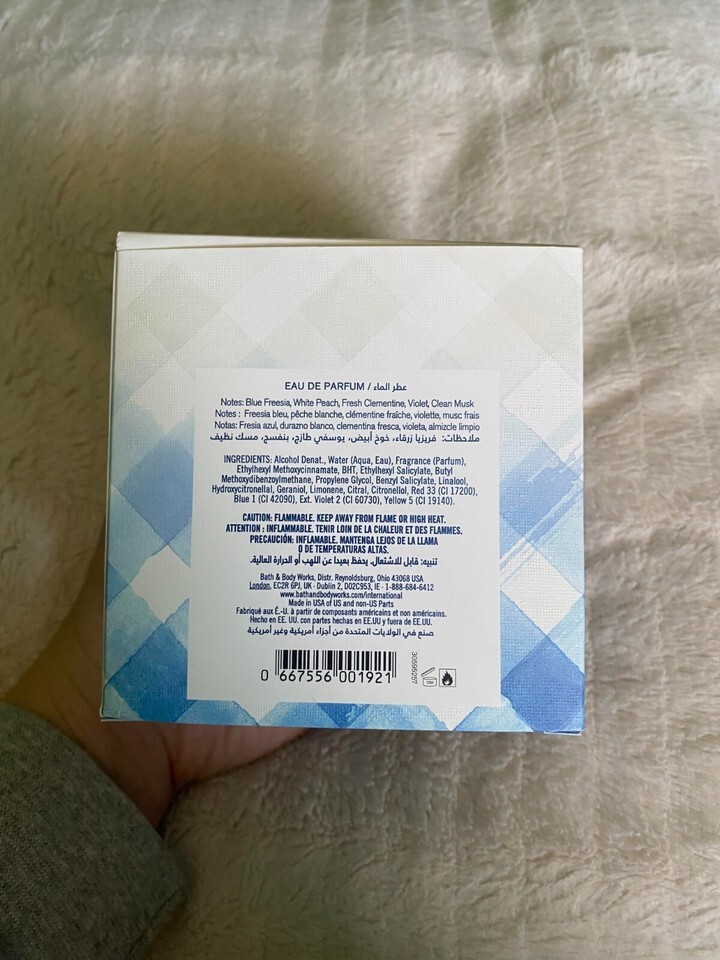 EAU DE PARFUM / عطر الماء
Notes: Blue Freesia, White Peach, Fresh Clementine, Violet, Clean Musk
Notes : Freesia bleu, pêche blanche, clémentine fraîche, violette, musc frais
Notas: Fresia azul, durazno blanco, clementina fresca, violeta, almizcle limpio
ملاحظات: فريزيا زرقاء، خوخ أبيض، يوسفي طازج، بنفسج، مسك نظيف
INGREDIENTS: Alcohol Denat., Water (Aqua, Eau), Fragrance (Parfum),
Ethylhexyl Methoxycinnamate, BHT, Ethylhexyl Salicylate, Butyl
Methoxydibenzoylmethane, Propylene Glycol, Benzyl Salicylate, Linalool,
Hydroxycitronellal, Geraniol, Limonene, Citral, Citronellol, Red 33 (CI 17200),
Blue 1 (CI 42090), Ext. Violet 2 (CI 60730), Yellow 5 (CI 19140).
CAUTION: FLAMMABLE. KEEP AWAY FROM FLAME OR HIGH HEAT.
ATTENTION : INFLAMMABLE. TENIR LOIN DE LA CHALEUR ET DES FLAMMES.
PRECAUCIÓN: INFLAMABLE. MANTENGA LEJOS DE LA LLAMA
O DE TEMPERATURAS ALTAS.
تنبيه: قابل للاشتعال. يحفظ بعيدا عن اللهب أو الحرارة العالية.
Bath & Body Works, Distr. Reynoldsburg, Ohio 43068 USA
London, EC2R 6PJ, UK · Dublin 2, D02C953, IE · 1-888-684-6412
www.bathandbodyworks.com/international
Made in USA of US and non-US Parts
Fabriqué aux É.-U. à partir de composants américains et non américains.
Hecho en EE. UU. con partes hechas en EE.UU y fuera de EE.UU.
صنع في الولايات المتحدة من أجزاء أمريكية وغير أمريكية
0 667556 001921
30595257
12M